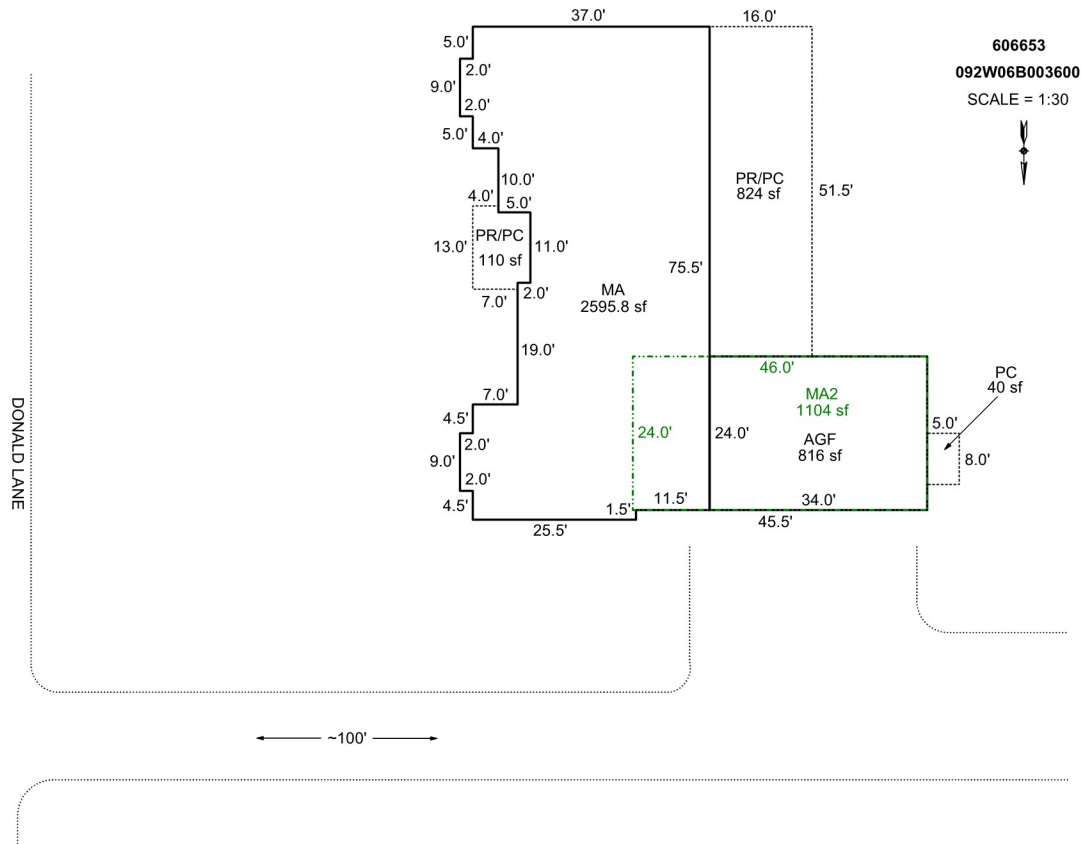 37.0'
16.0'
606653
092W06B003600
SCALE = 1:30
N
5.0'
2.0'
9.0'
2.0'
5.0'
4.0'
10.0'
4.0'
5.0'
PR/PC
110 sf
13.0'
11.0'
7.0'
2.0'
PR/PC
824 sf
51.5'
75.5'
MA
2595.8 sf
19.0'
7.0'
46.0'
MA2
1104 sf
AGF
816 sf
24.0'
24.0'
PC
40 sf
5.0'
8.0'
4.5'
2.0'
9.0'
2.0'
4.5'
1.5'
11.5'
34.0'
25.5'
45.5'
DONALD LANE
~100'